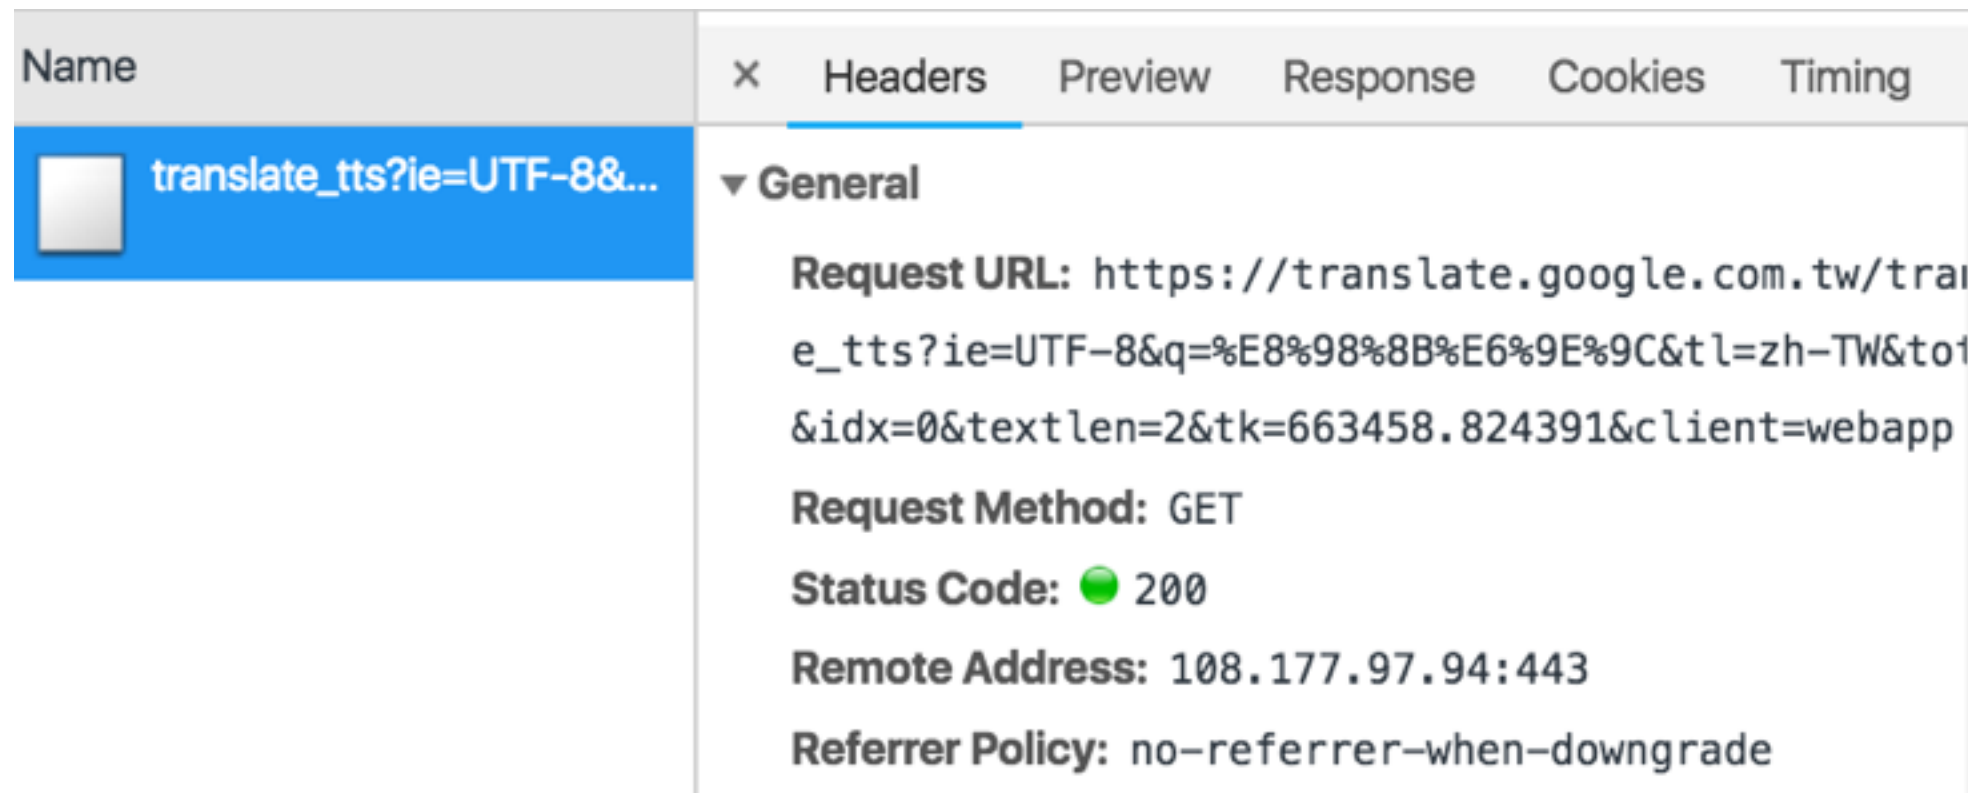 Name
× Headers Preview Response Cookies Timing
translate_tts?ie=UTF-8&...
▼ General
Request URL: https://translate.google.com.tw/tran
e_tts?ie=UTF-8&q=%E8%98%8B%E6%9E%9C&tl=zh-TW&tot
&idx=0&textlen=2&tk=663458.824391&client=webapp
Request Method: GET
Status Code: 200
Remote Address: 108.177.97.94:443
Referrer Policy: no-referrer-when-downgrade